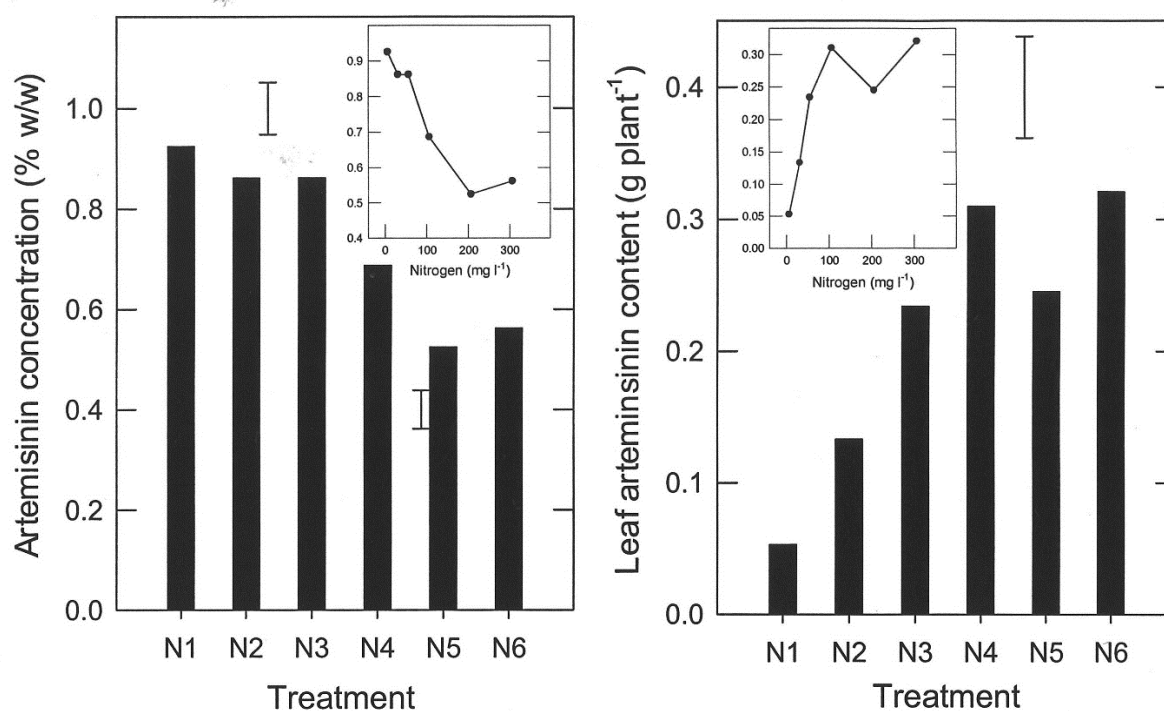 Artemisinin concentration (% w/w)
1.0
0.8
0.6
0.4
0.2
0.0
N1 N2 N3 N4 N5 N6
Treatment
0.9
0.8
0.7
0.6
0.5
0.4
0 100 200 300
Nitrogen (mg l-1)
Leaf arteminsinin content (g plant-1)
0.4
0.3
0.2
0.1
0.0
N1 N2 N3 N4 N5 N6
Treatment
0.30
0.25
0.20
0.15
0.10
0.05
0.00
0 100 200 300
Nitrogen (mg l-1)